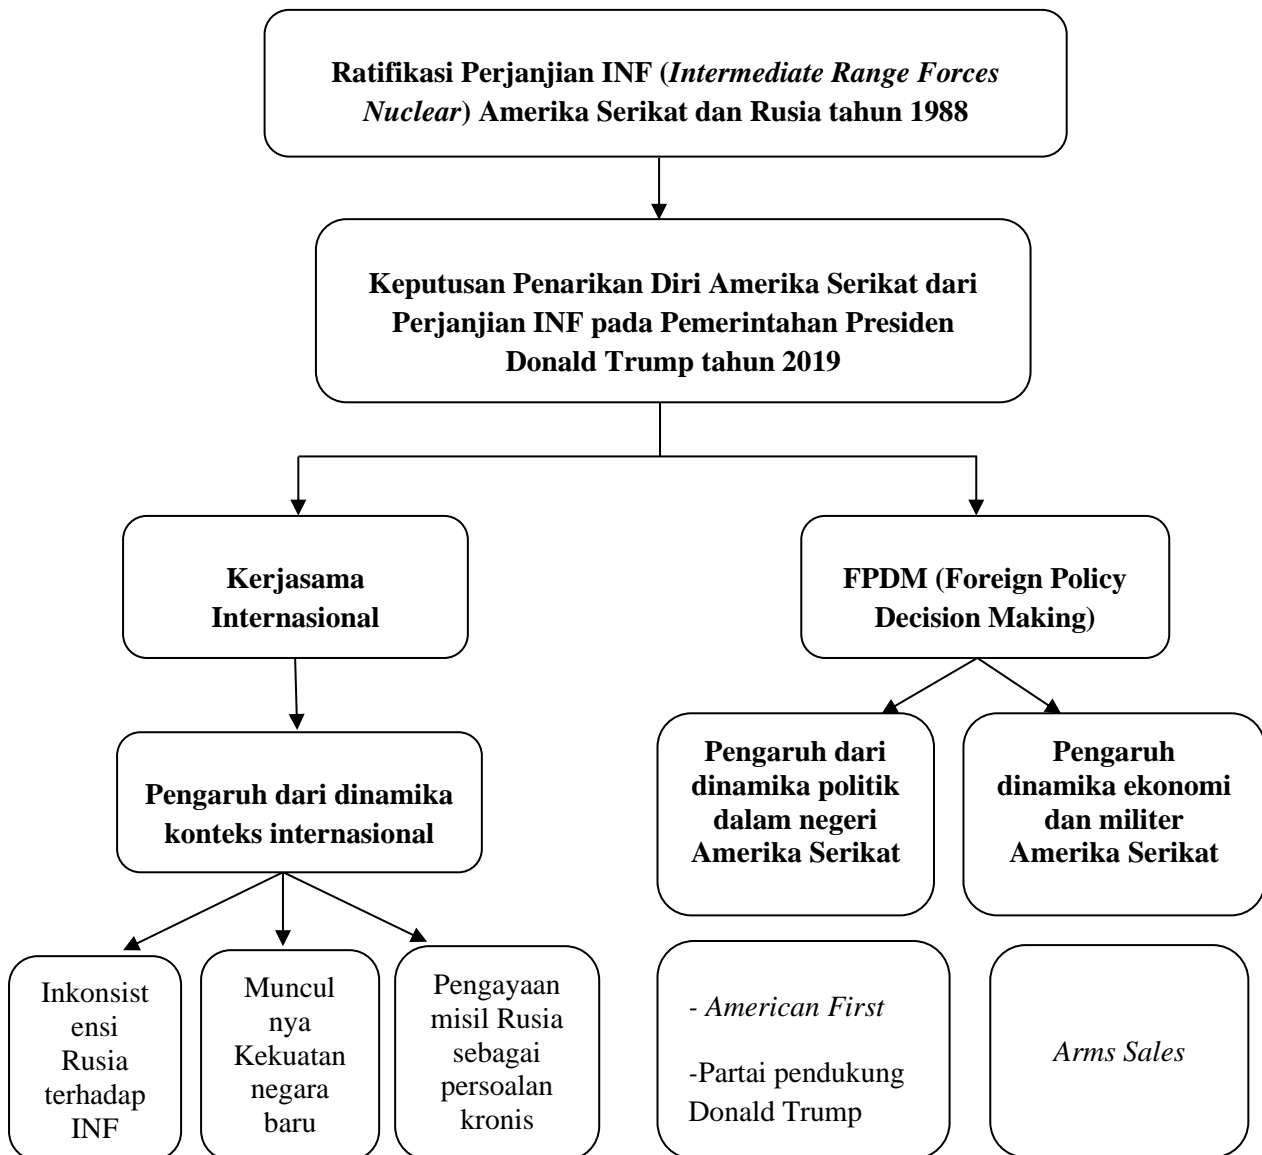 Ratifikasi Perjanjian INF (Intermediate Range Forces
Nuclear) Amerika Serikat dan Rusia tahun 1988
Keputusan Penarikan Diri Amerika Serikat dari
Perjanjian INF pada Pemerintahan Presiden
Donald Trump tahun 2019
Kerjasama
Internasional
FPDM (Foreign Policy
Decision Making)
Pengaruh dari dinamika
konteks internasional
Pengaruh dari
dinamika politik
dalam negeri
Amerika Serikat
Pengaruh
dinamika ekonomi
dan militer
Amerika Serikat
Inkonsist
ensi
Rusia
terhadap
INF
Muncul
nya
Kekuatan
negara
baru
Pengayaan
misil Rusia
sebagai
persoalan
kronis
- American First
-Partai pendukung
Donald Trump
Arms Sales